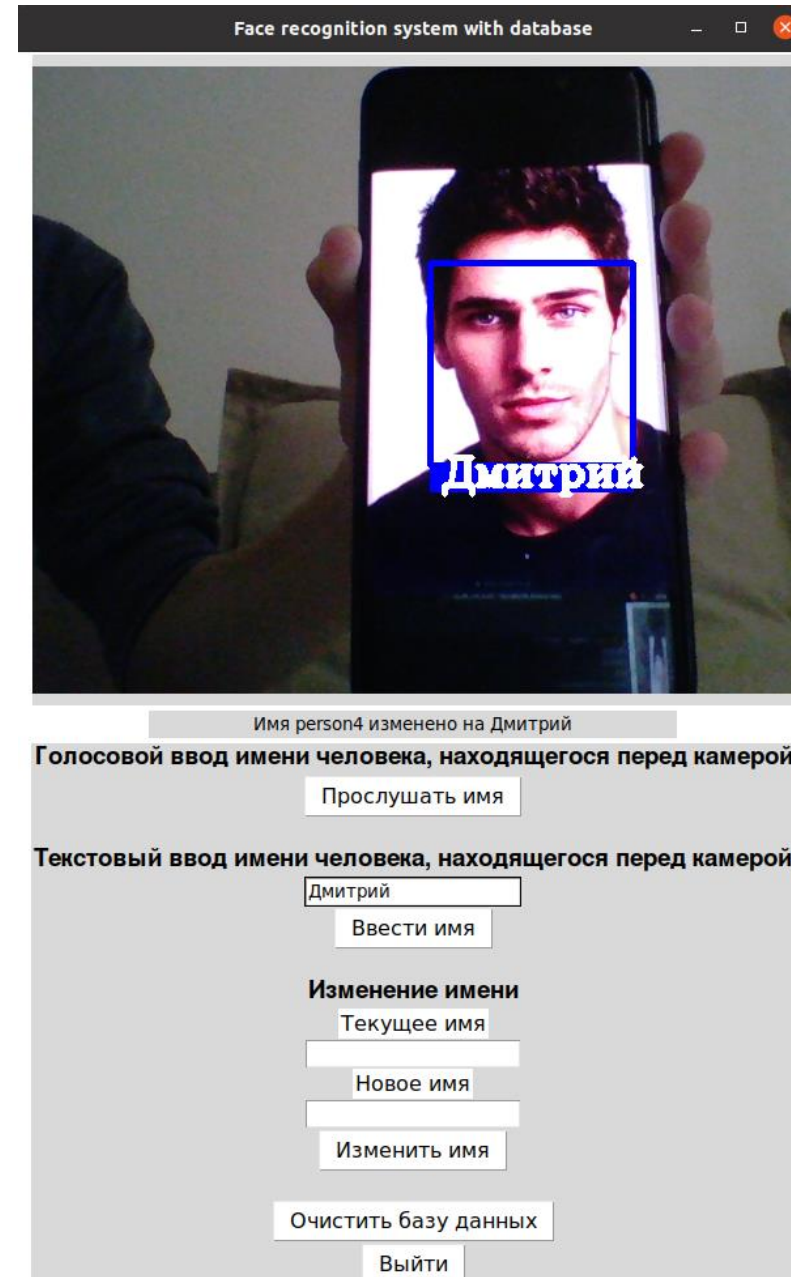 Face recognition system with database
Дмитрий
Имя person4 изменено на Дмитрий
Голосовой ввод имени человека, находящегося перед камерой
Прослушать имя
Текстовый ввод имени человека, находящегося перед камерой
Дмитрий
Ввести имя
Изменение имени
Текущее имя
Новое имя
Изменить имя
Очистить базу данных
Выйти